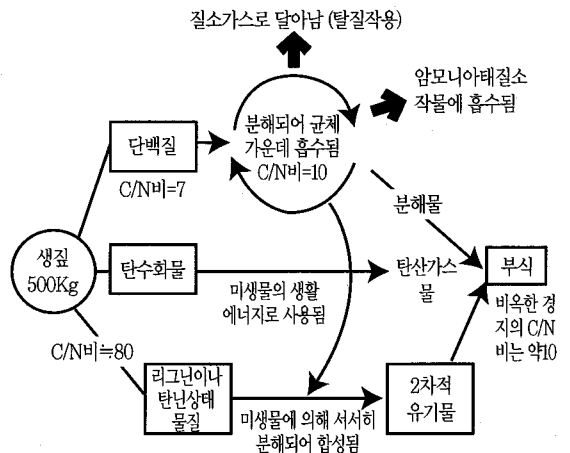 질소가스로 달아남 (탈질작용)
암모니아태질소
작물에 흡수됨
분해되어 균체
가운데 흡수됨
C/N비=10
단백질
C/N비=7
분해물
생짚
500Kg
탄수화물
미생물의 생활
에너지로 사용됨
탄산가스
물
부식
비옥한 경
지의 C/N
비는 약10
C/N비≒80
리그닌이나
탄닌상태
물질
미생물에 의해 서서히
분해되어 합성됨
2차적
유기물